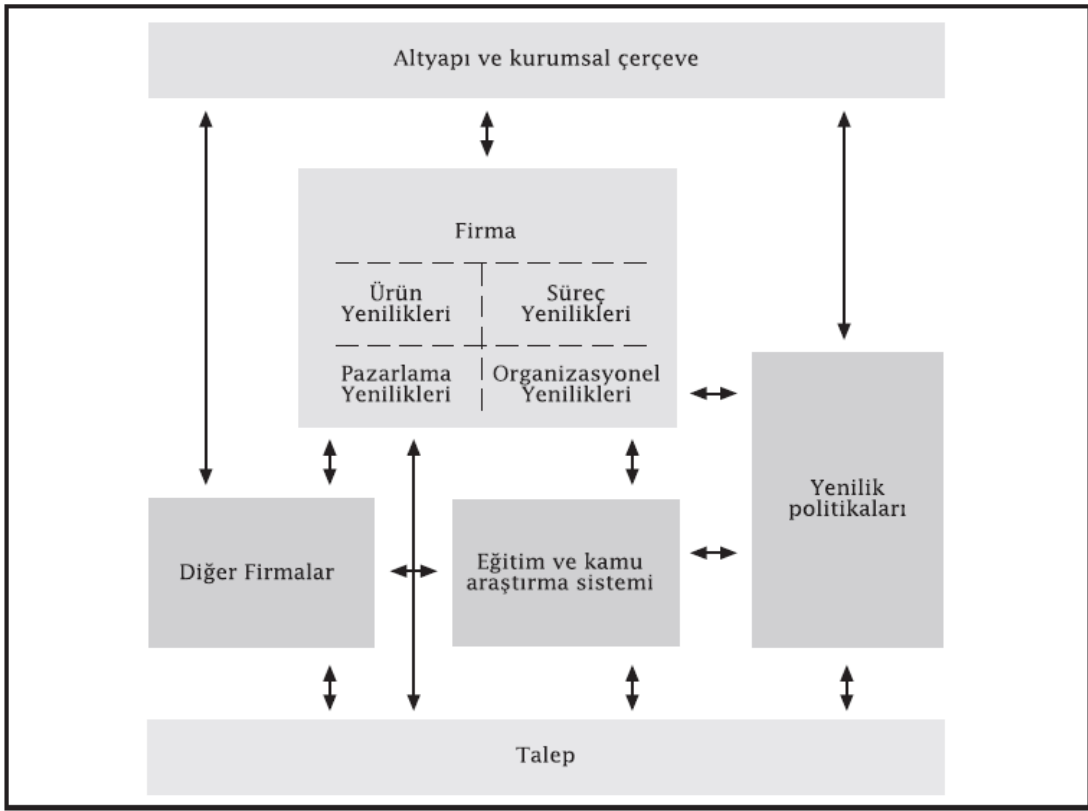 Altyapı ve kurumsal çerçeve
Firma
Ürün
Yenilikleri
Süreç
Yenilikleri
Pazarlama
Yenilikleri
Organizasyonel
Yenilikleri
Yenilik
politikaları
Diğer Firmalar
Eğitim ve kamu
araştırma sistemi
Talep